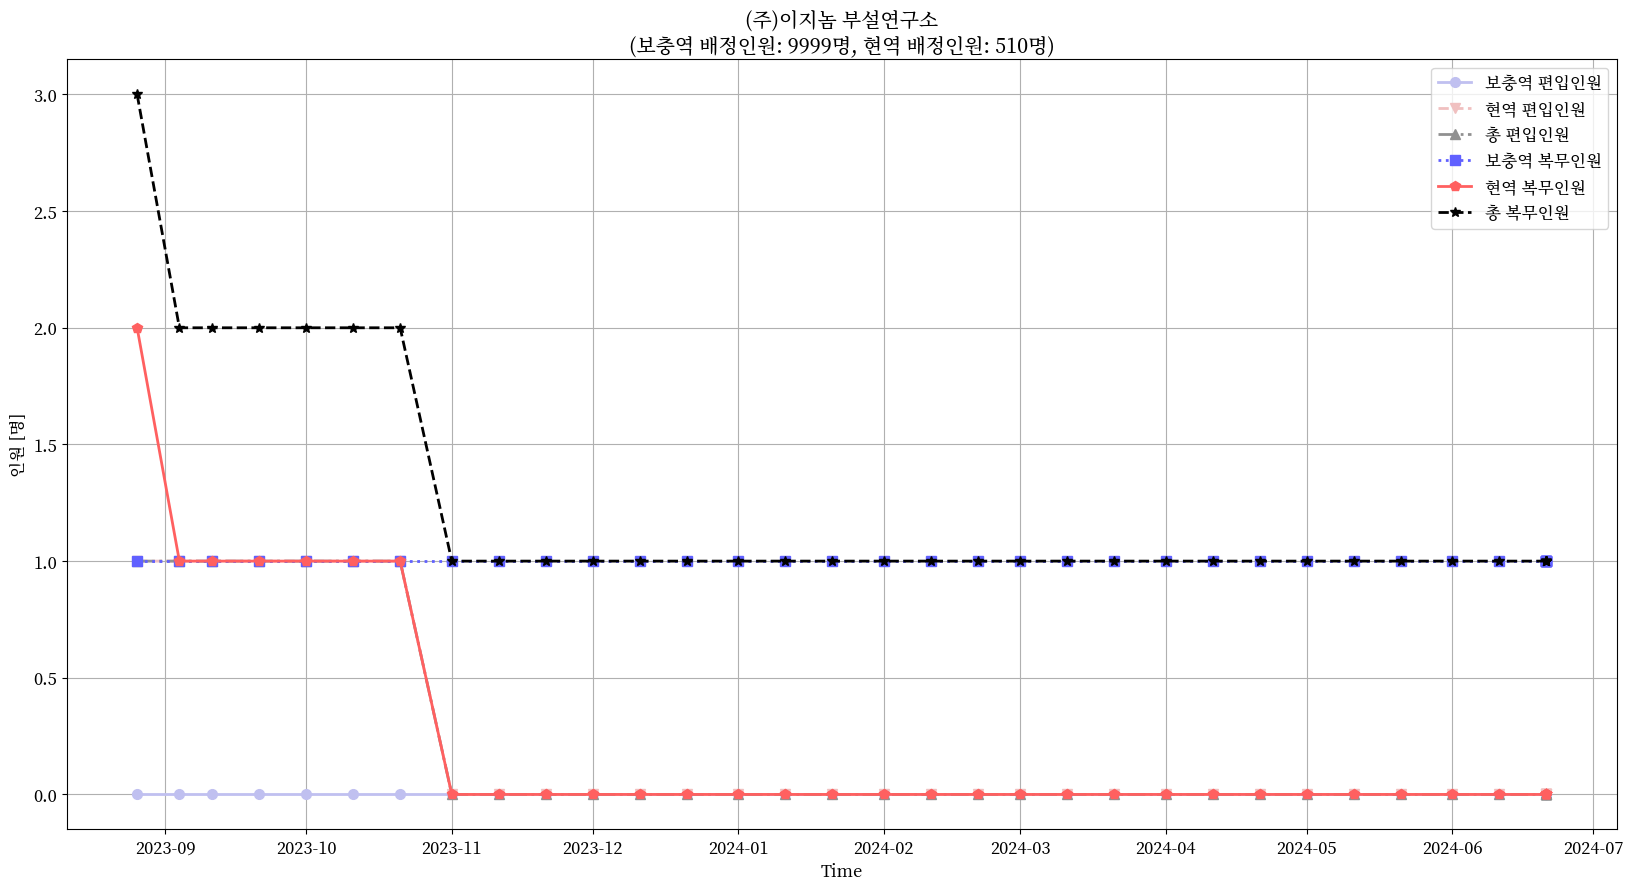 (주)이지놈 부설연구소
(보충역 배정인원: 9999명, 현역 배정인원: 510명)
보충역 편입인원
현역 편입인원
총 편입인원
보충역 복무인원
현역 복무인원
총 복무인원
인원 [명]
3.0
2.5
2.0
1.5
1.0
0.5
0.0
2023-09 2023-10 2023-11 2023-12 2024-01 2024-02 2024-03 2024-04 2024-05 2024-06 2024-07
Time